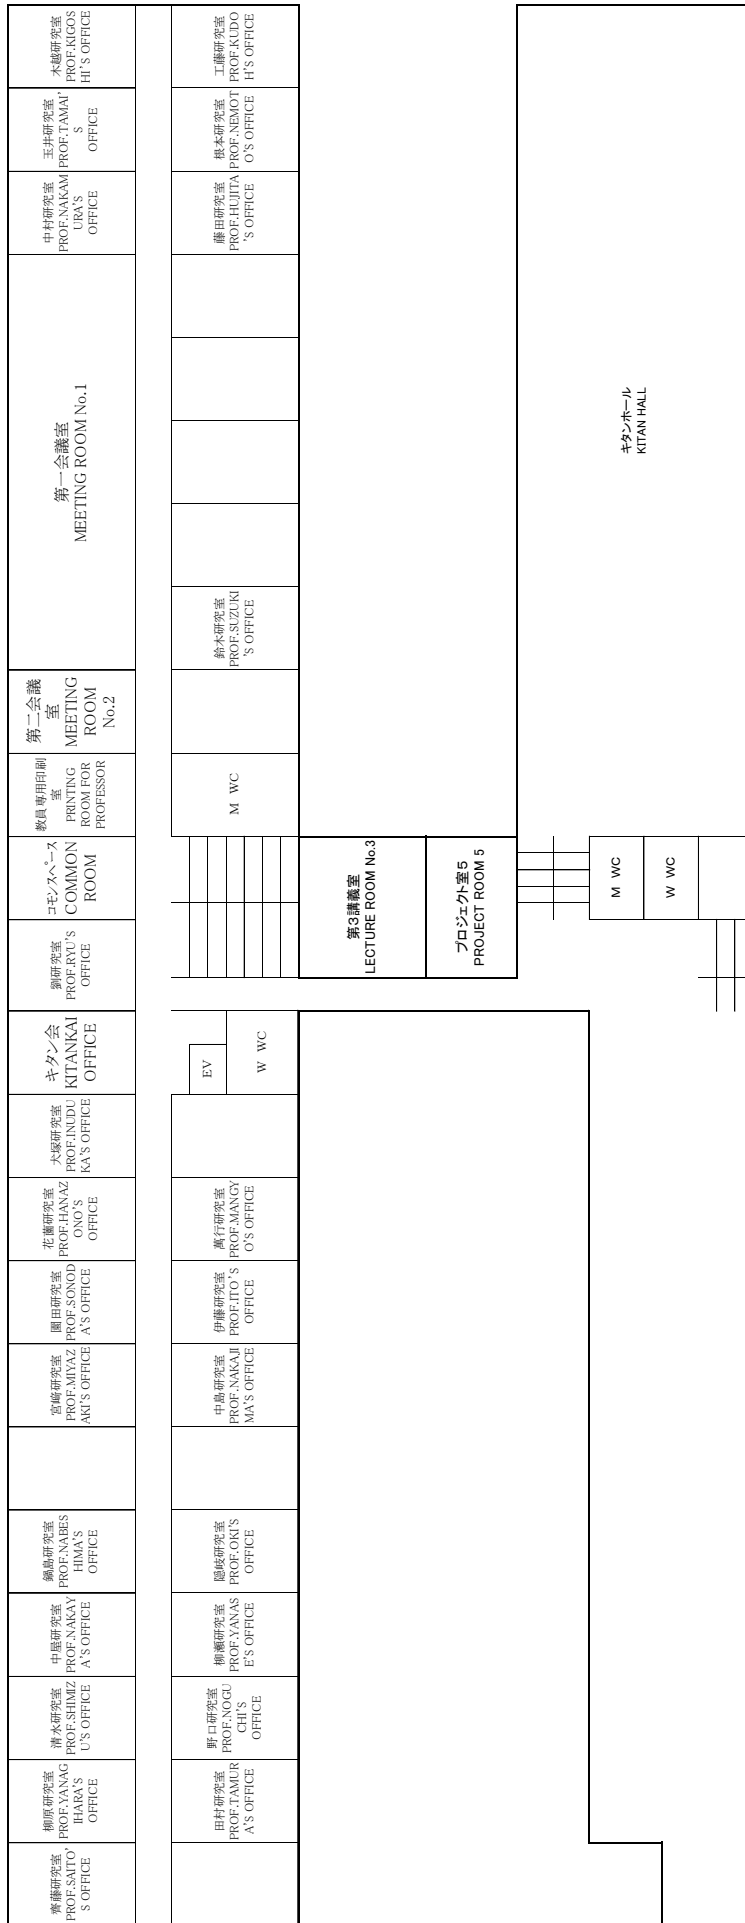 木越研究室
PROF.KIGOS
HI'S OFFICE
工藤研究室
PROF.KUDO
H'S OFFICE
玉井研究室
PROF.TAMAI'
S
OFFICE
根本研究室
PROF.NEMOT
O'S OFFICE
中村研究室
PROF.NAKAM
URA'S
OFFICE
藤田研究室
PROF.HUJITA
'S OFFICE
第一会議室
MEETING ROOM No.1
キタンホール
KITAN HALL
鈴木研究室
PROF.SUZUKI
'S OFFICE
第二会議
室
MEETING
ROOM
No.2
教員専用印刷
室
PRINTING
ROOM FOR
PROFESSOR
M WC
コモンスペース
COMMON
ROOM
第3講義室
LECTURE ROOM No.3
プロジェクト室５
PROJECT ROOM 5
M WC
W WC
劉研究室
PROF.RYU'S
OFFICE
キタン会
KITANKAI
OFFICE
EV
W WC
犬塚研究室
PROF.INUDU
KA'S OFFICE
花薗研究室
PROF.HANAZ
ONO'S
OFFICE
萬行研究室
PROF.MANGY
O'S OFFICE
園田研究室
PROF.SONOD
A'S OFFICE
伊藤研究室
PROF.ITO'S
OFFICE
宮崎研究室
PROF.MIYAZ
AKI'S OFFICE
中島研究室
PROF.NAKAJI
MA'S OFFICE
鍋島研究室
PROF.NABES
HIMA'S
OFFICE
隠岐研究室
PROF.OKI'S
OFFICE
中屋研究室
PROF.NAKAY
A'S OFFICE
柳瀬研究室
PROF.YANAS
E'S OFFICE
清水研究室
PROF.SHIMIZ
U'S OFFICE
野口研究室
PROF.NOGU
CHI'S
OFFICE
柳原研究室
PROF.YANAG
IHARA'S
OFFICE
田村研究室
PROF.TAMUR
A'S OFFICE
齊藤研究室
PROF.SAITO'
S OFFICE